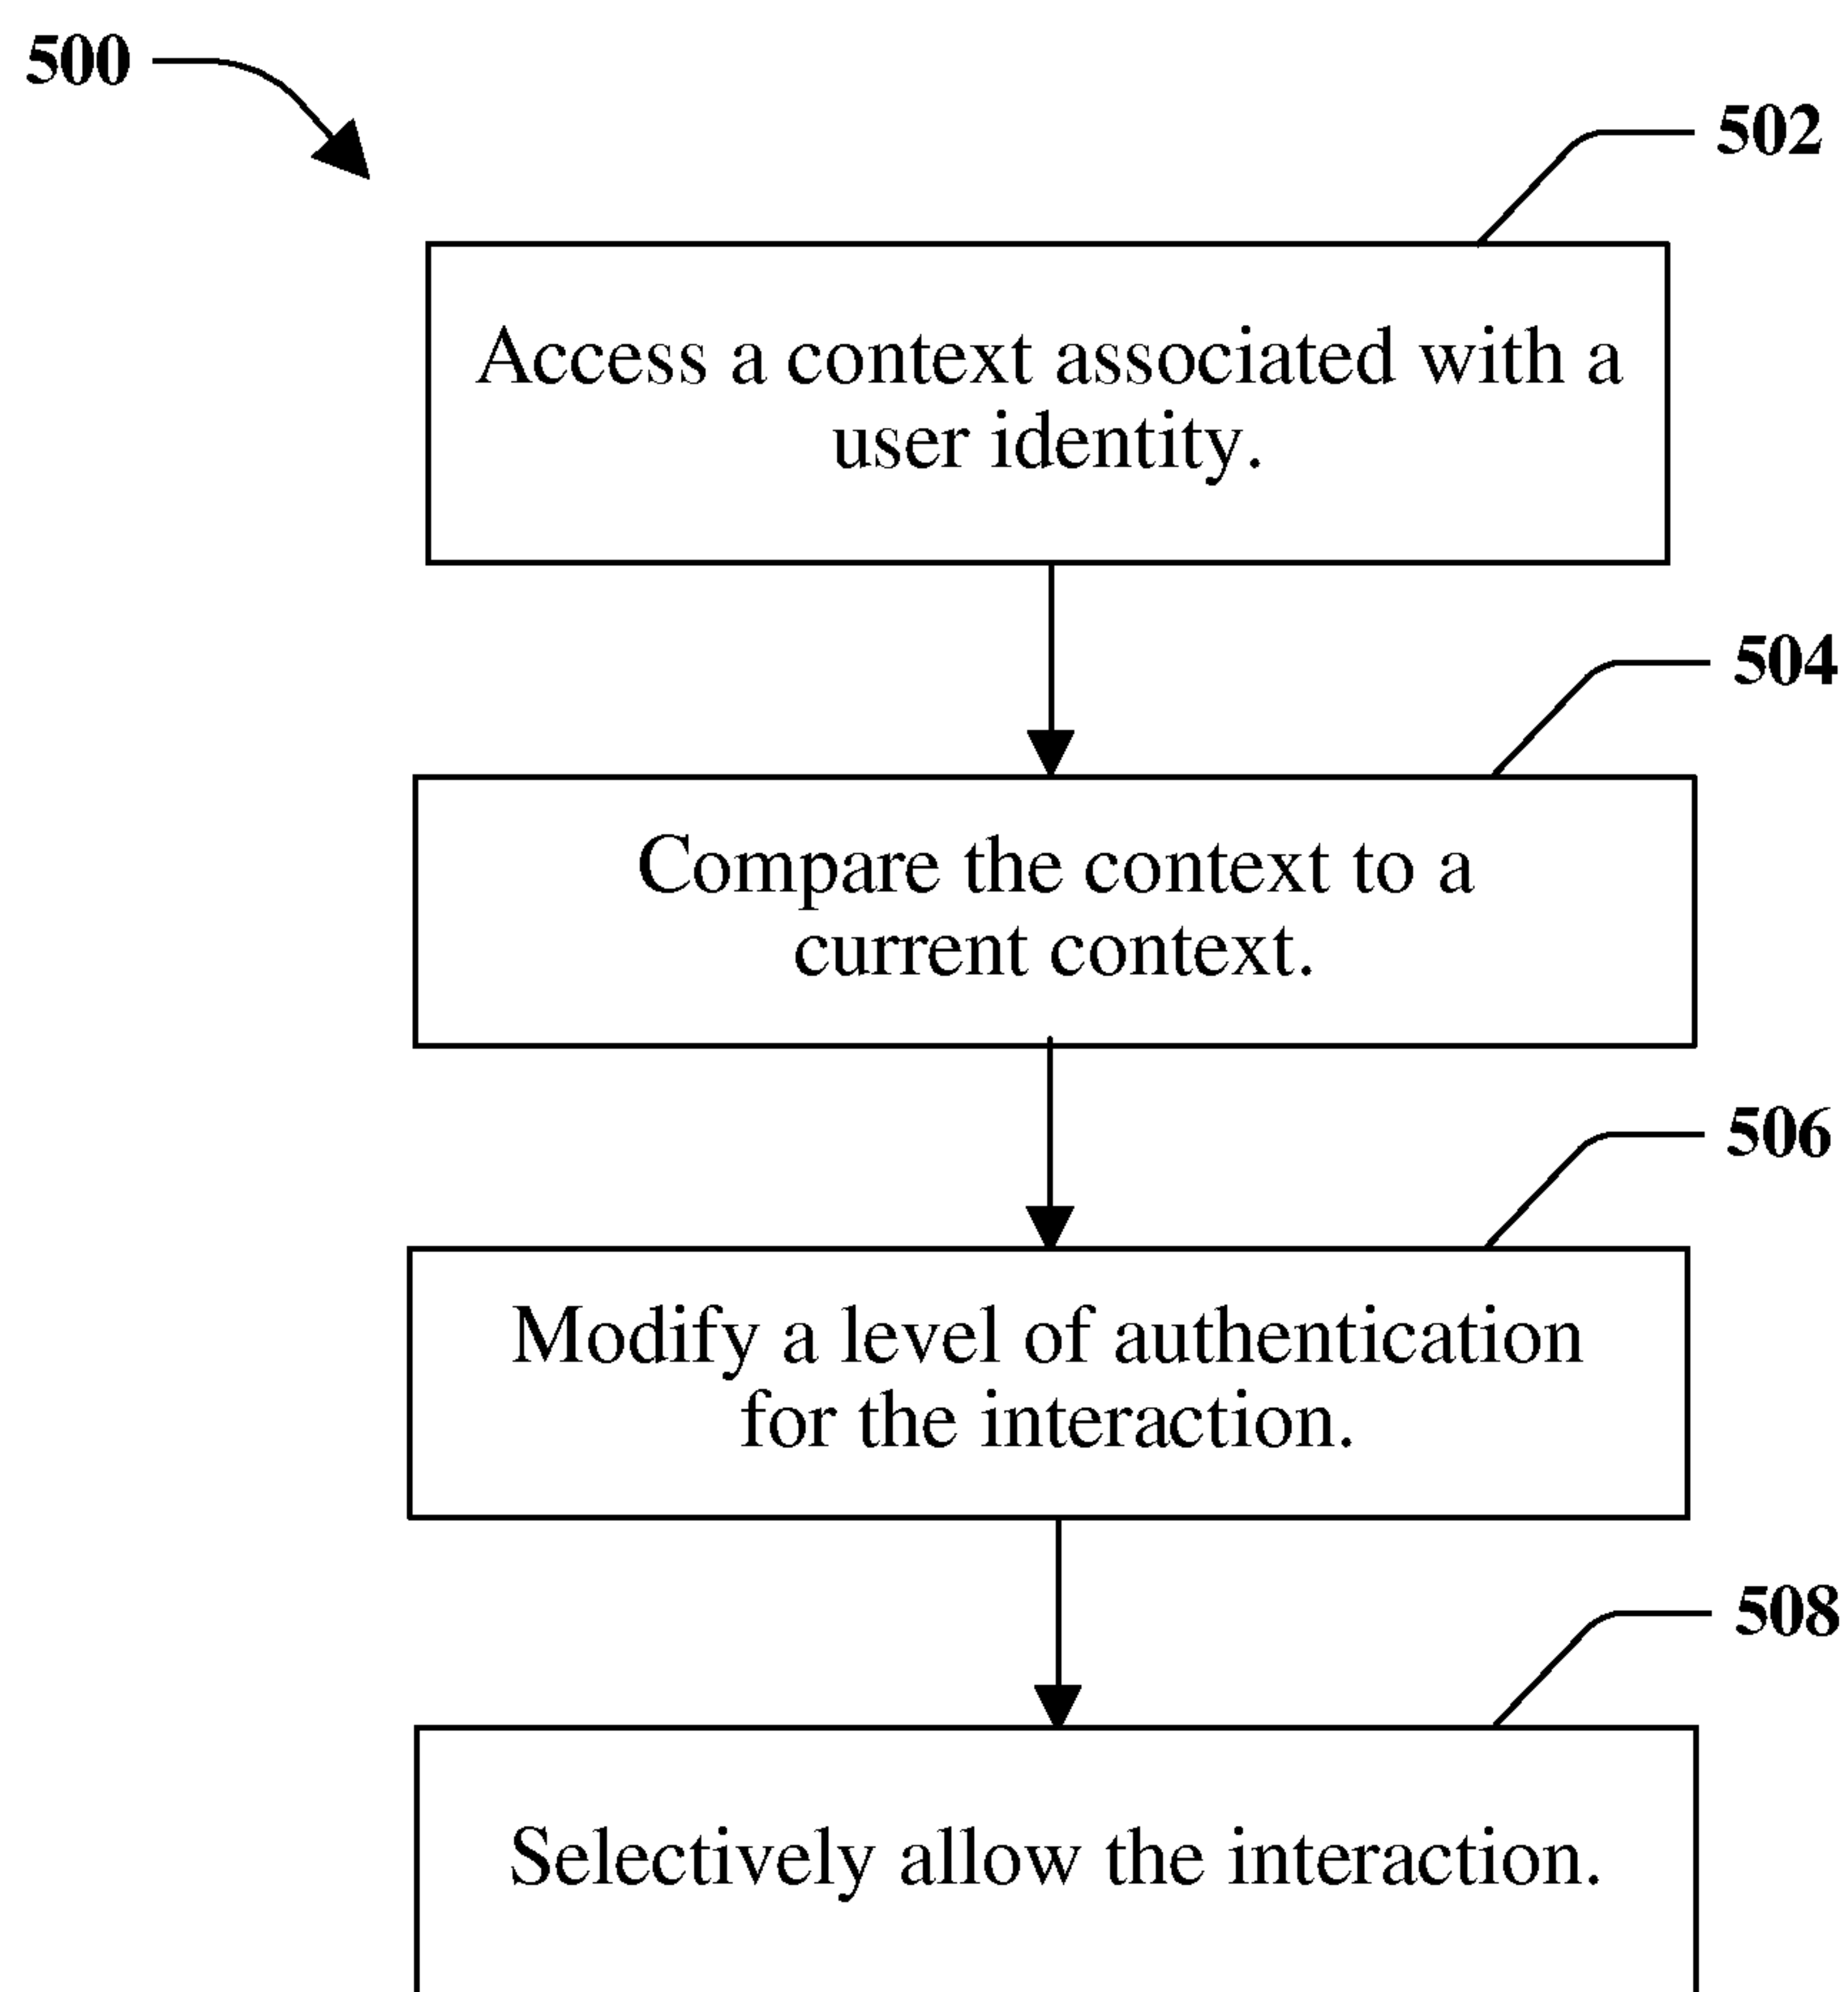 500
502
Access a context associated with a
user identity.
504
Compare the context to a
current context.
506
Modify a level of authentication
for the interaction.
508
Selectively allow the interaction.